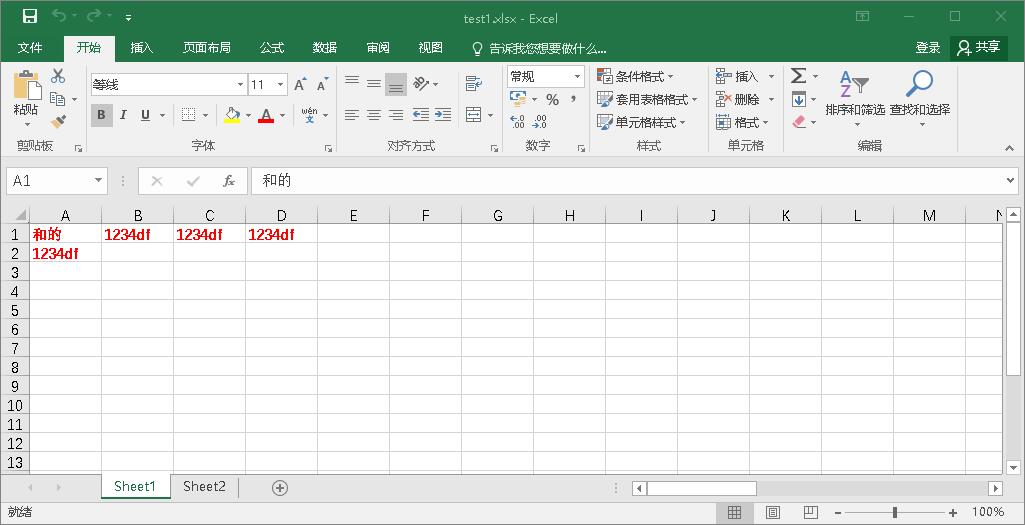 test1.xlsx - Excel
文件 开始 插入 页面布局 公式 数据 审阅 视图 告诉我您想要做什么... 登录 共享
粘贴
等线 11
B I U A wén 文
常规
% ,
条件格式
套用表格格式
单元格样式
插入
删除
格式
排序和筛选 查找和选择
剪贴板 字体 对齐方式 数字 样式 单元格 编辑
A1 fx 和的
A B C D E F G H I J K L M N
1 和的 1234df 1234df 1234df
2 1234df
3
4
5
6
7
8
9
10
11
12
13
Sheet1 Sheet2
就绪 100%